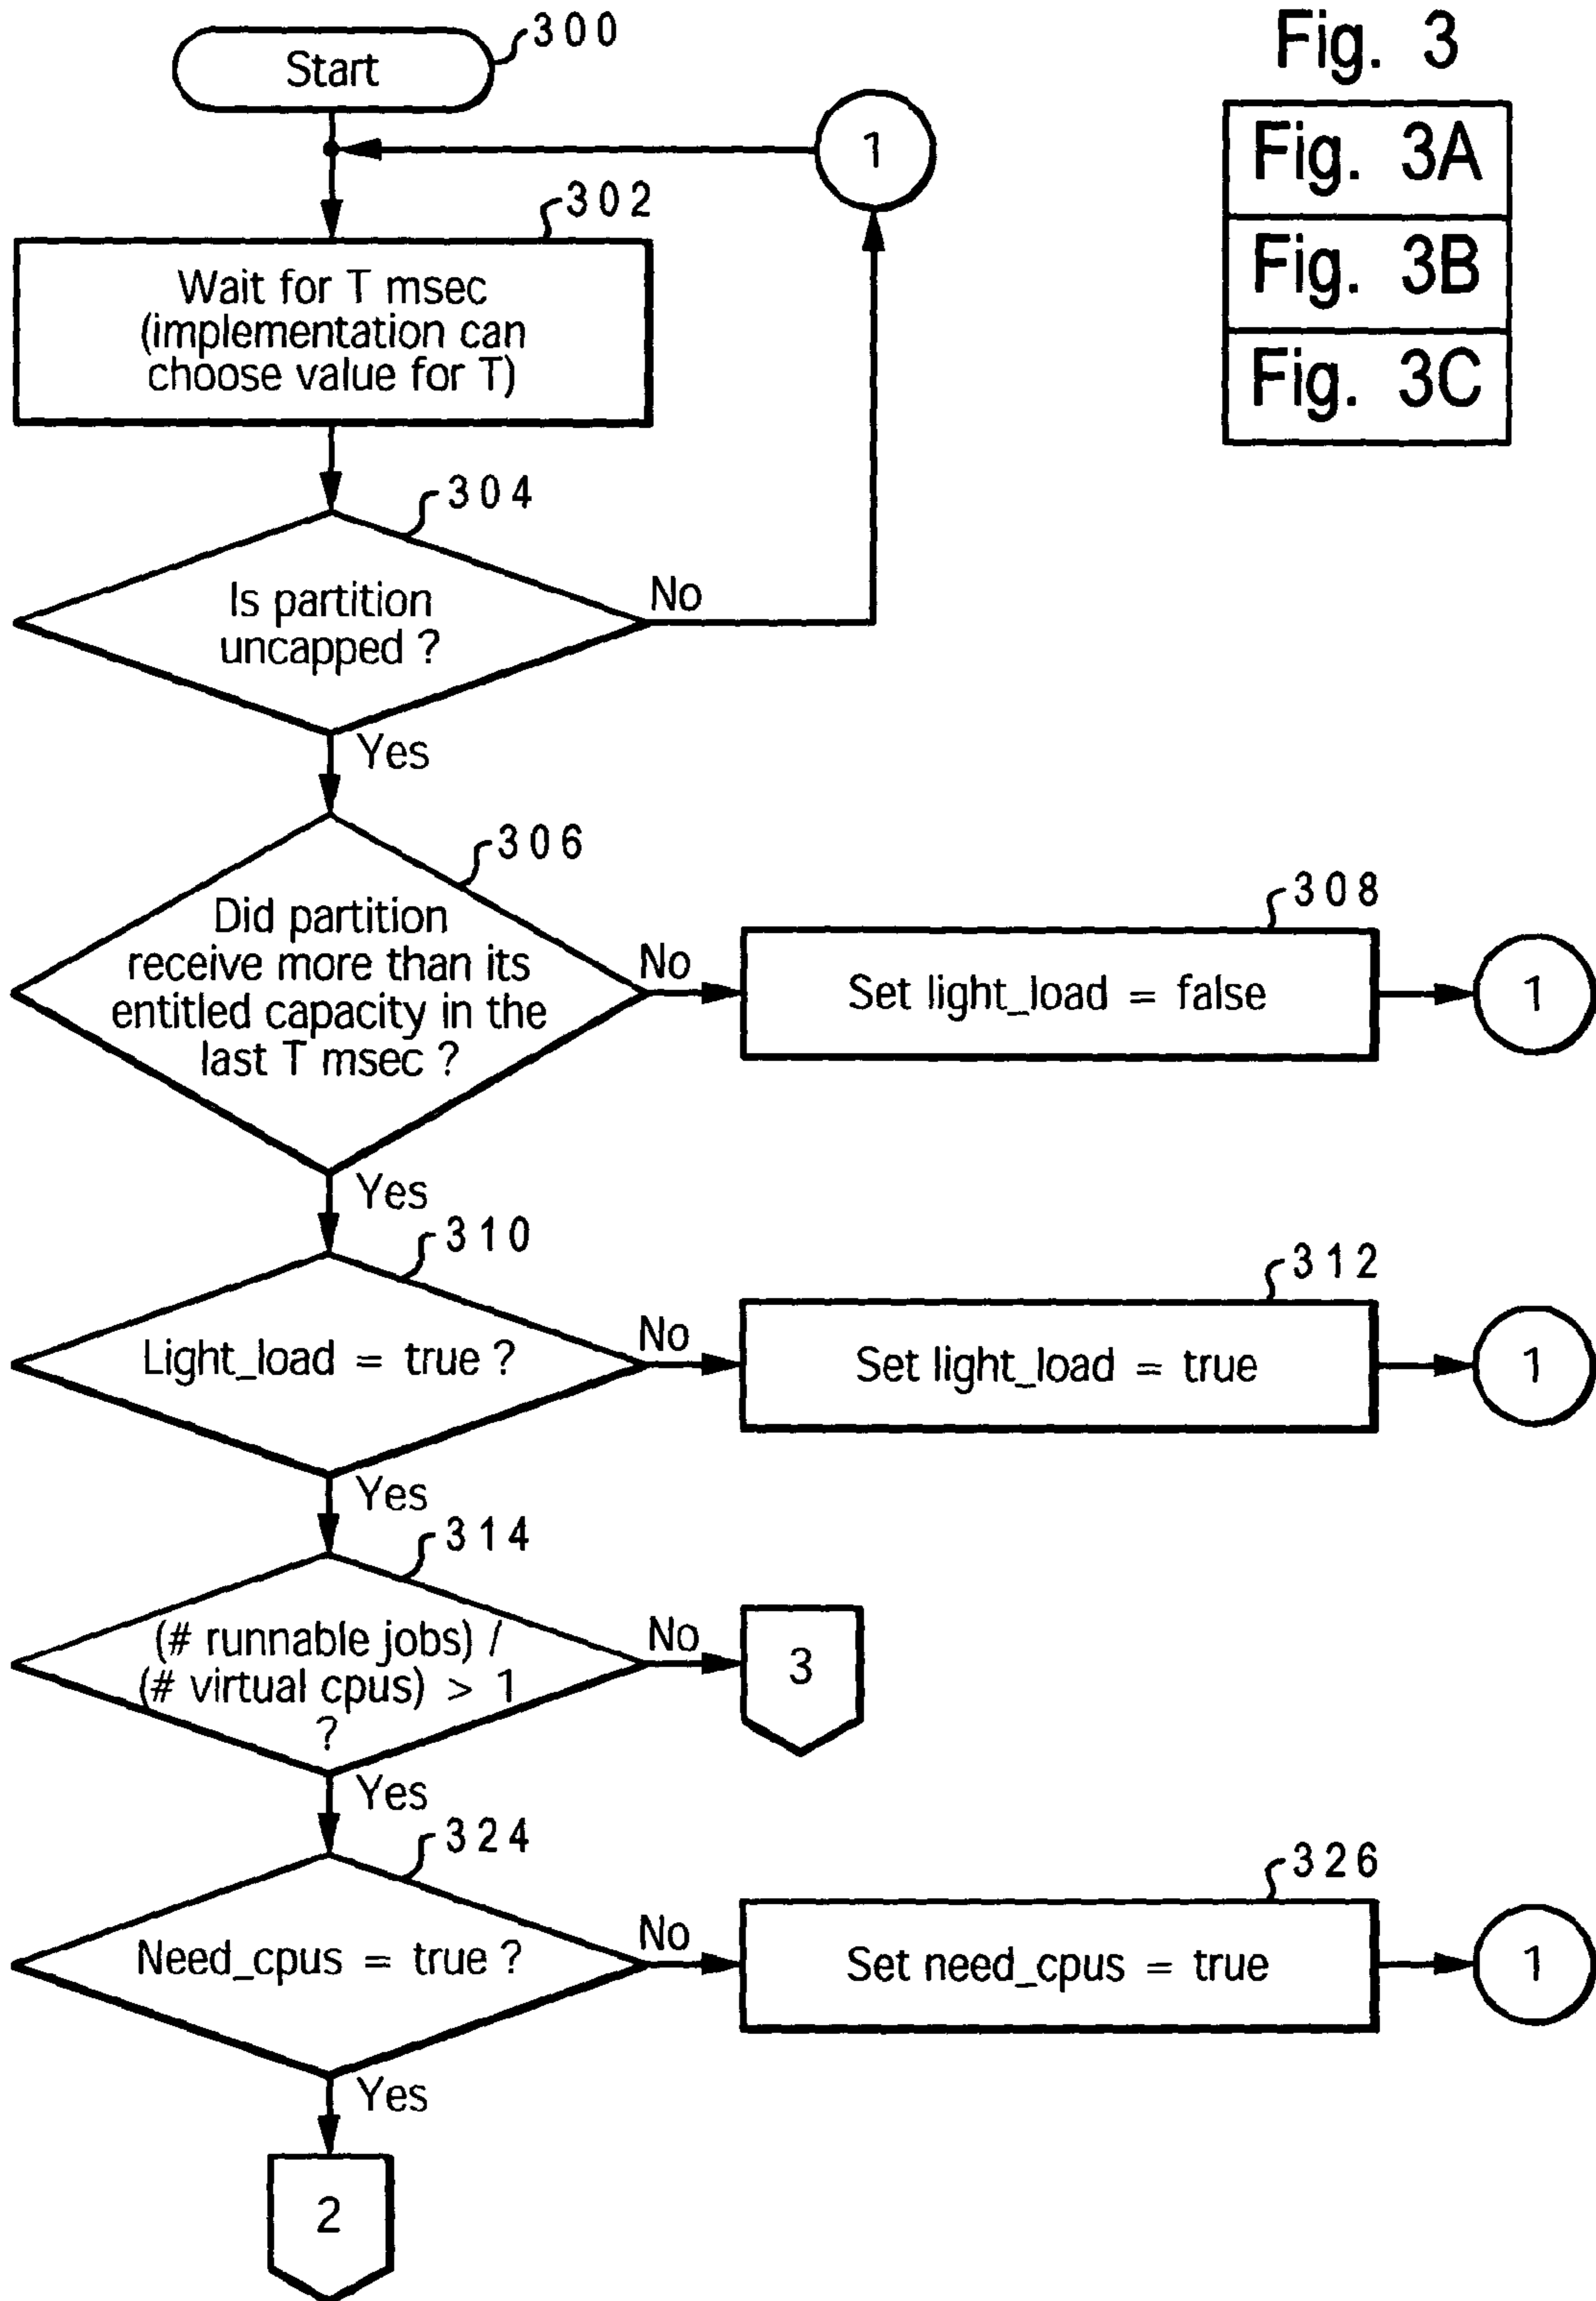 300
Start
Fig. 3
Fig. 3A
Fig. 3B
Fig. 3C
1
302
Wait for T msec
(implementation can
choose value for T)
304
Is partition
uncapped ?
No
Yes
306
Did partition
receive more than its
entitled capacity in the
last T msec ?
No
308
Set light_load = false
1
Yes
310
Light_load = true ?
No
312
Set light_load = true
1
Yes
314
(# runnable jobs) /
(# virtual cpus) > 1
?
No
3
Yes
324
Need_cpus = true ?
No
326
Set need_cpus = true
1
Yes
2